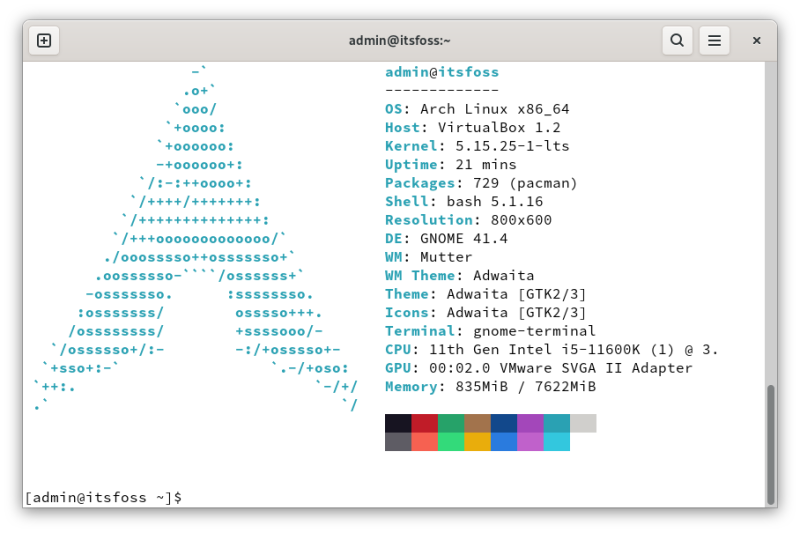 admin@itsfoss:~
-`
.o+`
`ooo/
`+oooo:
`+oooooo:
-+oooooo+:
`/:-:++oooo+:
`/++++/+++++++:
`/++++++++++++++:
`/+++ooooooooooooo/`
./ooosssso++osssssso+`
.oossssso-````/ossssss+`
-osssssso.      :ssssssso.
:osssssss/        osssso+++.
/ossssssss/        +ssssooo/-
`/ossssso+/:-        -:/+osssso+-
`+sso+:-`                 `.-/+oso:
`++:.                           `-/+/
.`                                 `/
admin@itsfoss
-------------
OS: Arch Linux x86_64
Host: VirtualBox 1.2
Kernel: 5.15.25-1-lts
Uptime: 21 mins
Packages: 729 (pacman)
Shell: bash 5.1.16
Resolution: 800x600
DE: GNOME 41.4
WM: Mutter
WM Theme: Adwaita
Theme: Adwaita [GTK2/3]
Icons: Adwaita [GTK2/3]
Terminal: gnome-terminal
CPU: 11th Gen Intel i5-11600K (1) @ 3.
GPU: 00:02.0 VMware SVGA II Adapter
Memory: 835MiB / 7622MiB
[admin@itsfoss ~]$